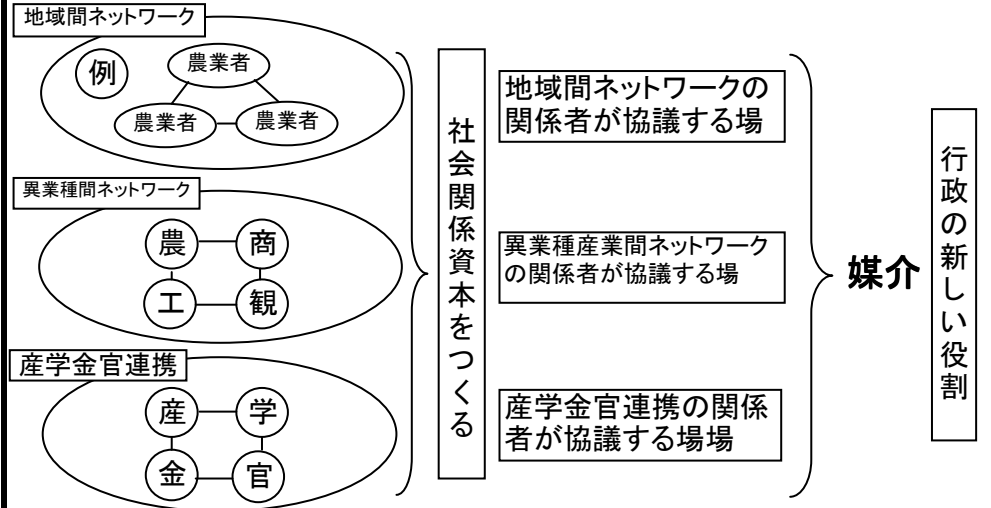 地域間ネットワーク
例
農業者
農業者
農業者
異業種間ネットワーク
農
商
工
観
産学金官連携
産
学
金
官
社会関係資本をつくる
地域間ネットワークの
関係者が協議する場
異業種産業間ネットワーク
の関係者が協議する場
産学金官連携の関係
者が協議する場場
媒介
行政の新しい役割